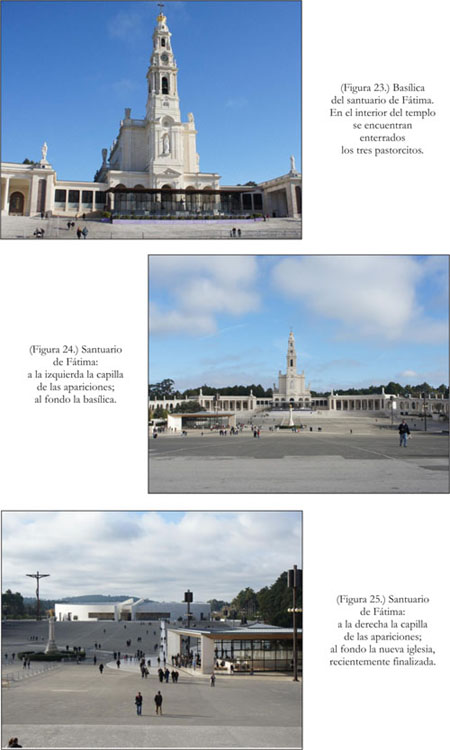 (Figura 23.) Basílica
del santuario de Fátima.
En el interior del templo
se encuentran
enterrados
los tres pastorcitos.
(Figura 24.) Santuario
de Fátima:
a la izquierda la capilla
de las apariciones;
al fondo la basílica.
(Figura 25.) Santuario
de Fátima:
a la derecha la capilla
de las apariciones;
al fondo la nueva iglesia,
recientemente finalizada.